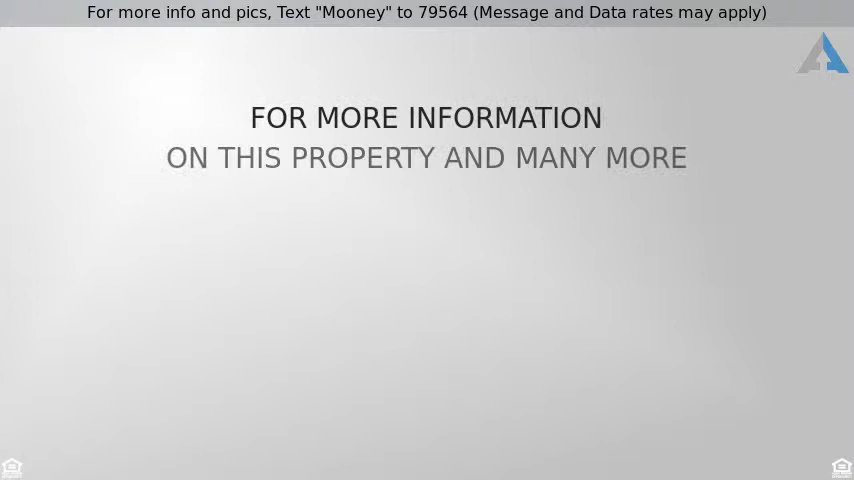 For more info and pics, Text "Mooney" to 79564 (Message and Data rates may apply)
FOR MORE INFORMATION
ON THIS PROPERTY AND MANY MORE